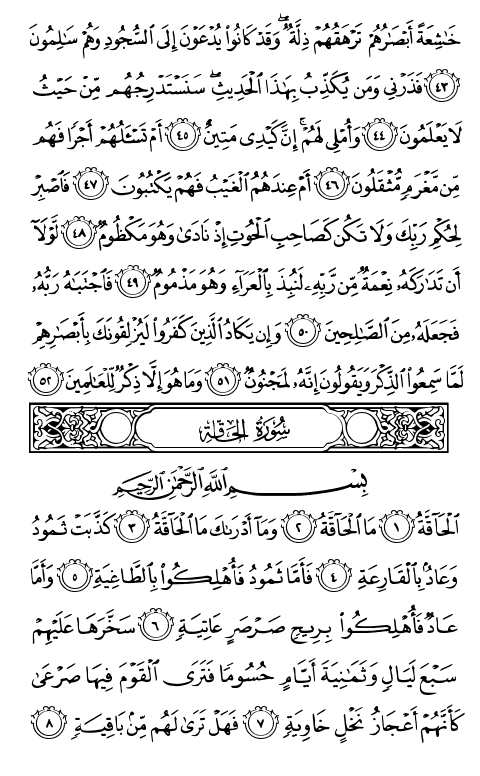 خَـٰشِعَةً أَبْصَـٰرُهُمْ تَرْهَقُهُمْ ذِلَّةٌ ۖ وَقَدْ كَانُوا۟ يُدْعَوْنَ إِلَى ٱلسُّجُودِ وَهُمْ سَـٰلِمُونَ
٤٣ فَذَرْنِى وَمَن يُكَذِّبُ بِهَـٰذَا ٱلْحَدِيثِ ۖ سَنَسْتَدْرِجُهُم مِّنْ حَيْثُ
لَا يَعْلَمُونَ ٤٤ وَأُمْلِى لَهُمْ ۚ إِنَّ كَيْدِى مَتِينٌ ٤٥ أَمْ تَسْـَٔلُهُمْ أَجْرًا فَهُم
مِّن مَّغْرَمٍ مُّثْقَلُونَ ٤٦ أَمْ عِندَهُمُ ٱلْغَيْبُ فَهُمْ يَكْتُبُونَ ٤٧ فَٱصْبِرْ
لِحُكْمِ رَبِّكَ وَلَا تَكُن كَصَاحِبِ ٱلْحُوتِ إِذْ نَادَىٰ وَهُوَ مَكْظُومٌ ٤٨ لَّوْلَآ
أَن تَدَٰرَكَهُۥ نِعْمَةٌ مِّن رَّبِّهِۦ لَنُبِذَ بِٱلْعَرَآءِ وَهُوَ مَذْمُومٌ ٤٩ فَٱجْتَبَـٰهُ رَبُّهُۥ
فَجَعَلَهُۥ مِنَ ٱلصَّـٰلِحِينَ ٥٠ وَإِن يَكَادُ ٱلَّذِينَ كَفَرُوا۟ لَيُزْلِقُونَكَ بِأَبْصَـٰرِهِمْ
لَمَّا سَمِعُوا۟ ٱلذِّكْرَ وَيَقُولُونَ إِنَّهُۥ لَمَجْنُونٌ ٥١ وَمَا هُوَ إِلَّا ذِكْرٌ لِّلْعَـٰلَمِينَ ٥٢
سُورَةُ الحَاقَّةِ
بِسْمِ ٱللَّهِ ٱلرَّحْمَـٰنِ ٱلرَّحِيمِ
ٱلْحَآقَّةُ ١ مَا ٱلْحَآقَّةُ ٢ وَمَآ أَدْرَىٰكَ مَا ٱلْحَآقَّةُ ٣ كَذَّبَتْ ثَمُودُ
وَعَادٌۢ بِٱلْقَارِعَةِ ٤ فَأَمَّا ثَمُودُ فَأُهْلِكُوا۟ بِٱلطَّاغِيَةِ ٥ وَأَمَّا
عَادٌ فَأُهْلِكُوا۟ بِرِيحٍ صَرْصَرٍ عَاتِيَةٍ ٦ سَخَّرَهَا عَلَيْهِمْ
سَبْعَ لَيَالٍ وَثَمَـٰنِيَةَ أَيَّامٍ حُسُومًا فَتَرَى ٱلْقَوْمَ فِيهَا صَرْعَىٰ
كَأَنَّهُمْ أَعْجَازُ نَخْلٍ خَاوِيَةٍ ٧ فَهَلْ تَرَىٰ لَهُم مِّنۢ بَاقِيَةٍ ٨